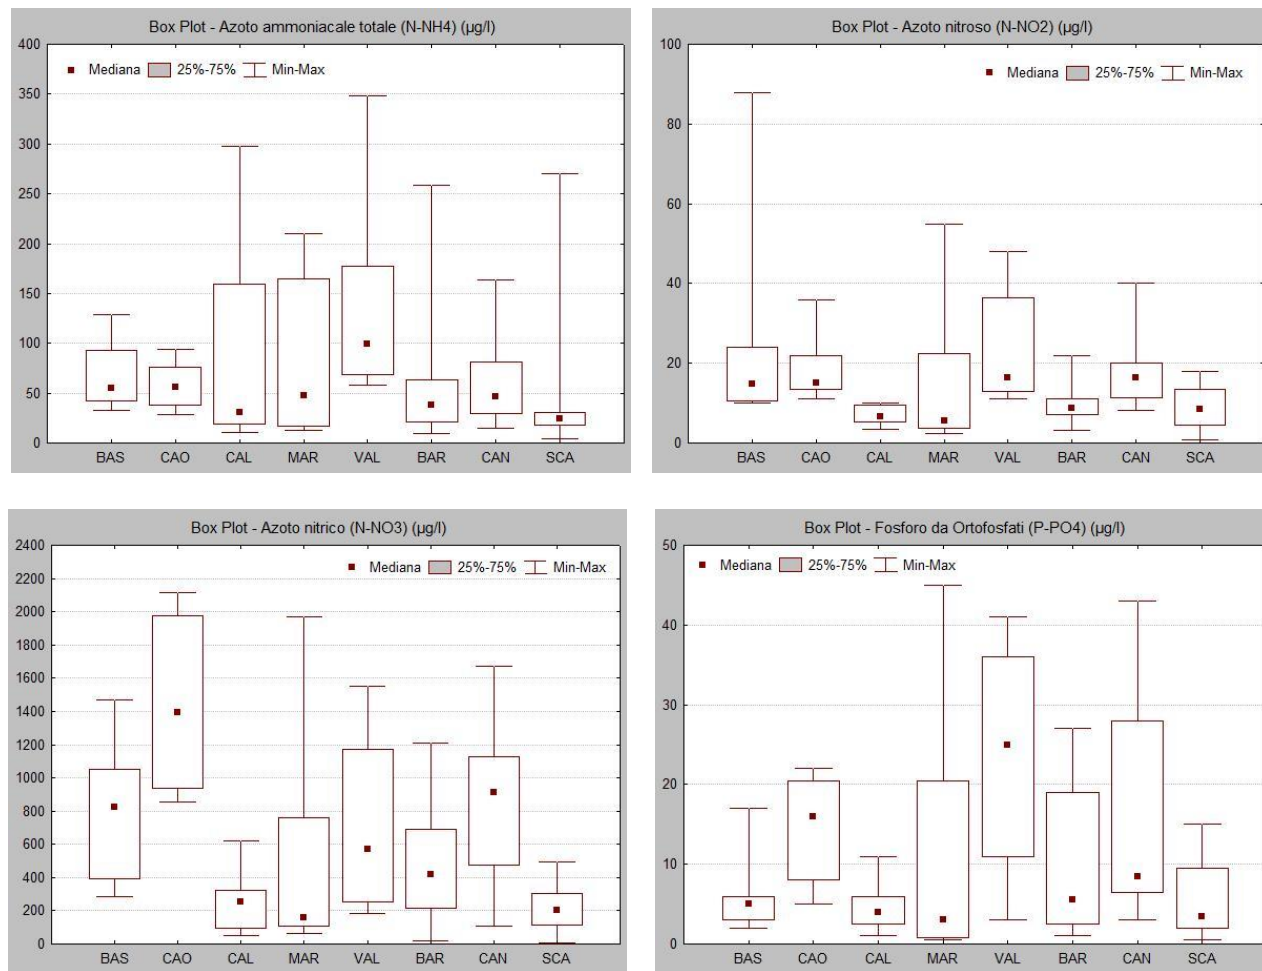 Box Plot - Azoto ammoniacale totale (N-NH4) (µg/l)
400
350
300
250
200
150
100
50
0
Mediana 25%-75% Min-Max
BAS CAO CAL MAR VAL BAR CAN SCA
Box Plot - Azoto nitroso (N-NO2) (µg/l)
100
80
60
40
20
0
Mediana 25%-75% Min-Max
BAS CAO CAL MAR VAL BAR CAN SCA
Box Plot - Azoto nitrico (N-NO3) (µg/l)
2400
2200
2000
1800
1600
1400
1200
1000
800
600
400
200
0
Mediana 25%-75% Min-Max
BAS CAO CAL MAR VAL BAR CAN SCA
Box Plot - Fosforo da Ortofosfati (P-PO4) (µg/l)
50
40
30
20
10
0
Mediana 25%-75% Min-Max
BAS CAO CAL MAR VAL BAR CAN SCA